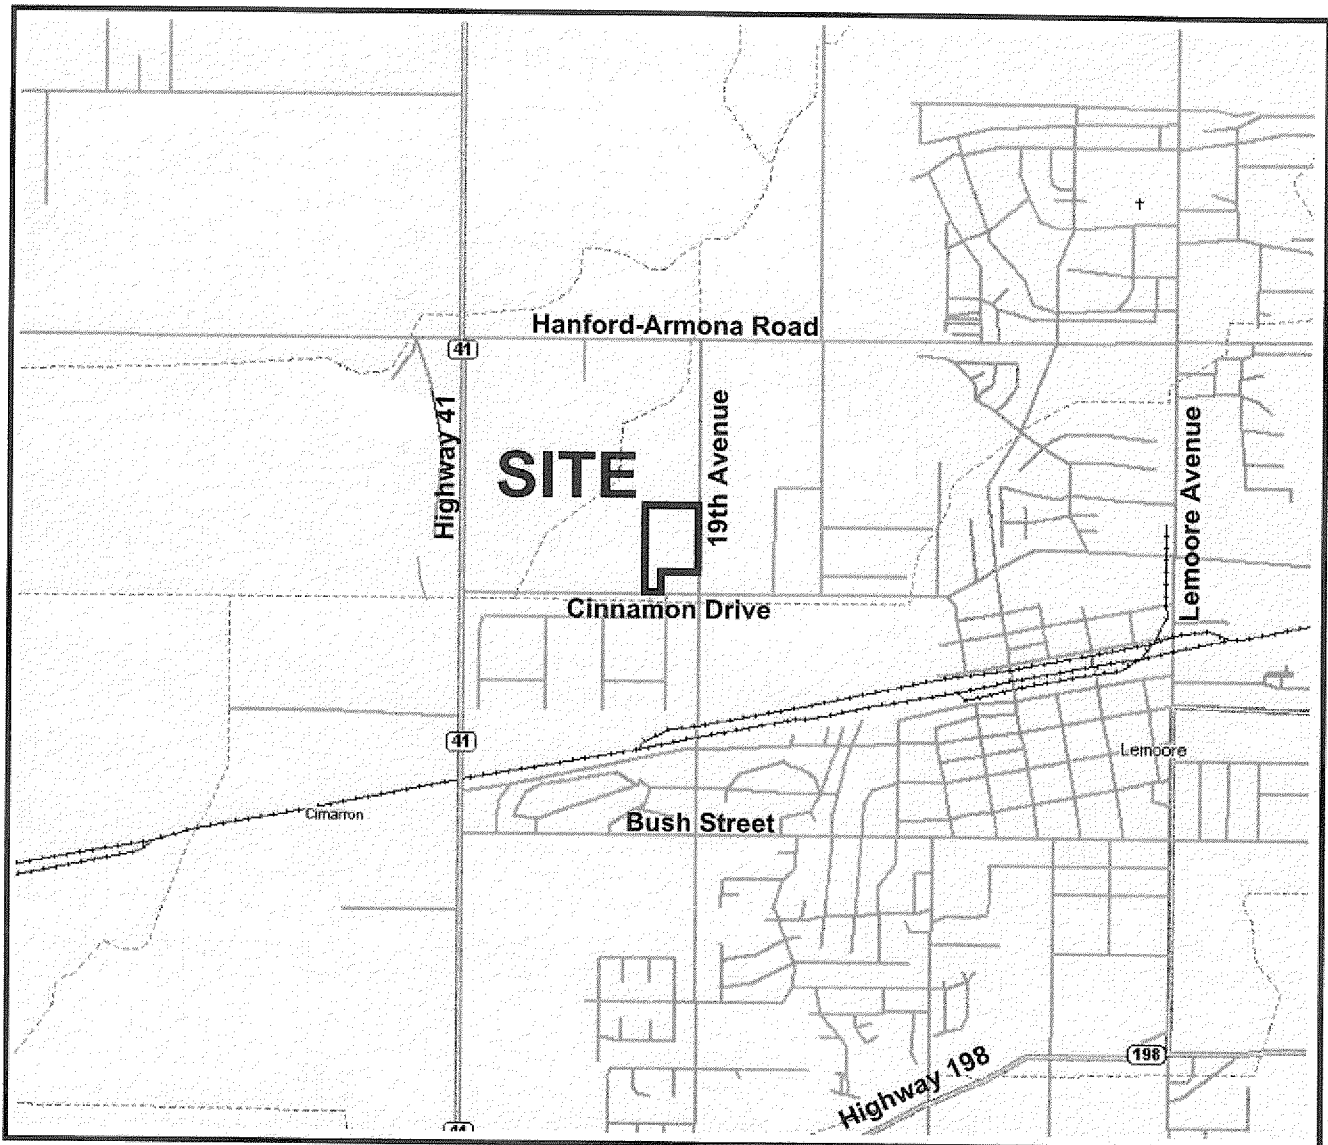 Hanford-Armona Road
41
Highway 41
19th Avenue
Lemoore Avenue
SITE
Cinnamon Drive
41
Lemoore
Cimarron
Bush Street
Highway 198
198